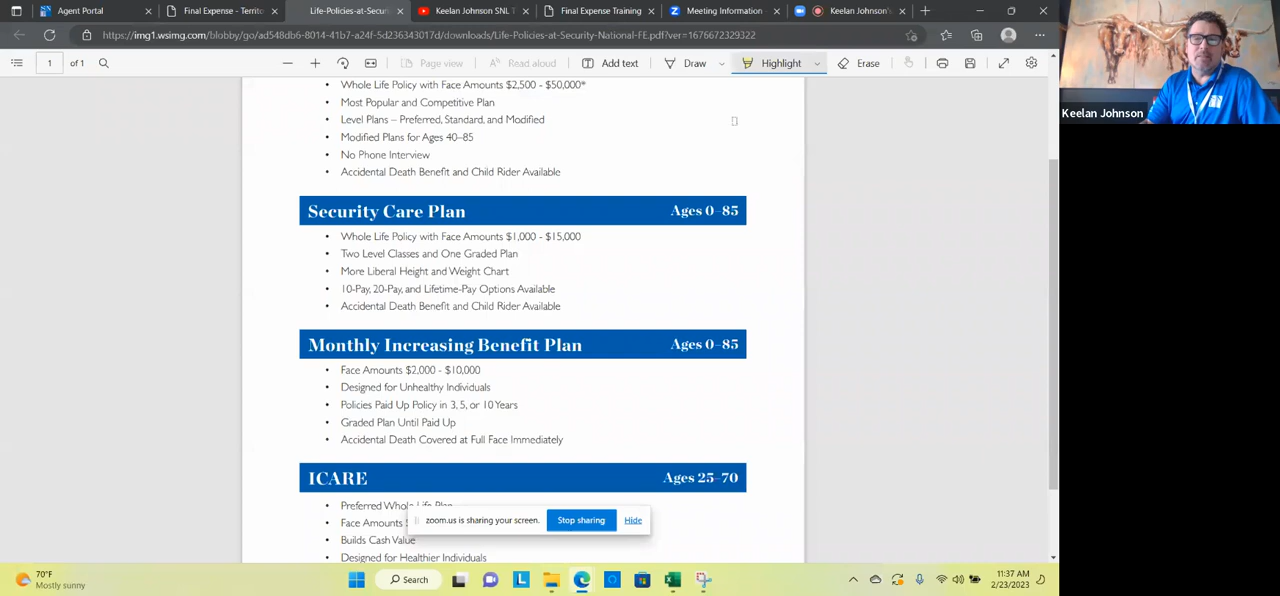 Agent Portal
Final Expense - Territo
Life-Policies-at-Secur
Keelan Johnson SNL T
Final Expense Training
Meeting Information
Keelan Johnson'
https://img1.wsimg.com/blobby/go/ad548db6-8014-41b7-a24f-5d236343017d/downloads/Life-Policies-at-Security-National-FE.pdf?ver=1676672329322
1 of 1
Page view
Read aloud
Add text
Draw
Highlight
Erase
• Whole Life Policy with Face Amounts $2,500 - $50,000*
• Most Popular and Competitive Plan
• Level Plans – Preferred, Standard, and Modified
• Modified Plans for Ages 40–85
• No Phone Interview
• Accidental Death Benefit and Child Rider Available
Security Care Plan Ages 0–85
• Whole Life Policy with Face Amounts $1,000 - $15,000
• Two Level Classes and One Graded Plan
• More Liberal Height and Weight Chart
• 10-Pay, 20-Pay, and Lifetime-Pay Options Available
• Accidental Death Benefit and Child Rider Available
Monthly Increasing Benefit Plan Ages 0–85
• Face Amounts $2,000 - $10,000
• Designed for Unhealthy Individuals
• Policies Paid Up Policy in 3, 5, or 10 Years
• Graded Plan Until Paid Up
• Accidental Death Covered at Full Face Immediately
ICARE Ages 25–70
• Preferred Whole Life Plan
• Face Amounts $
• Builds Cash Value
• Designed for Healthier Individuals
zoom.us is sharing your screen. Stop sharing Hide
Keelan Johnson
70°F
Mostly sunny
Search
11:37 AM
2/23/2023